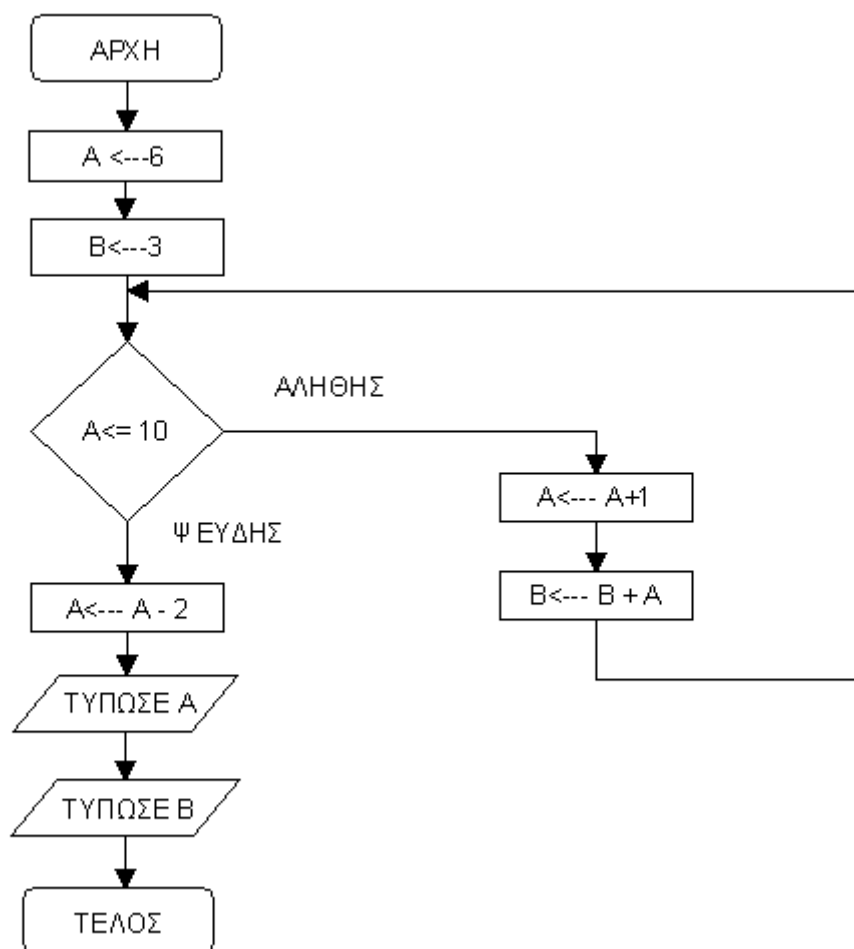 ΑΡΧΗ
Α <---6
Β<---3
Α<= 10
ΑΛΗΘΗΣ
ΨΕΥΔΗΣ
Α<--- Α+1
Β<--- Β + Α
Α<--- Α - 2
ΤΥΠΩΣΕ Α
ΤΥΠΩΣΕ Β
ΤΕΛΟΣ